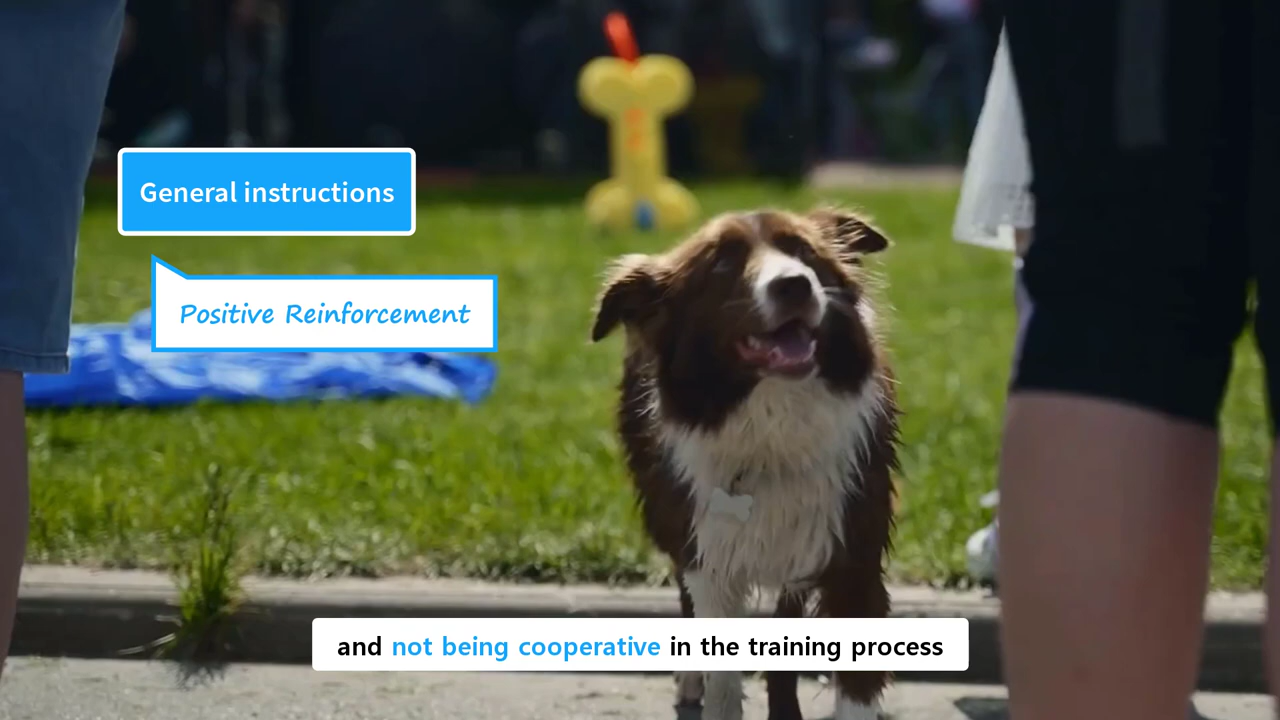 General instructions
Positive Reinforcement
and not being cooperative in the training process